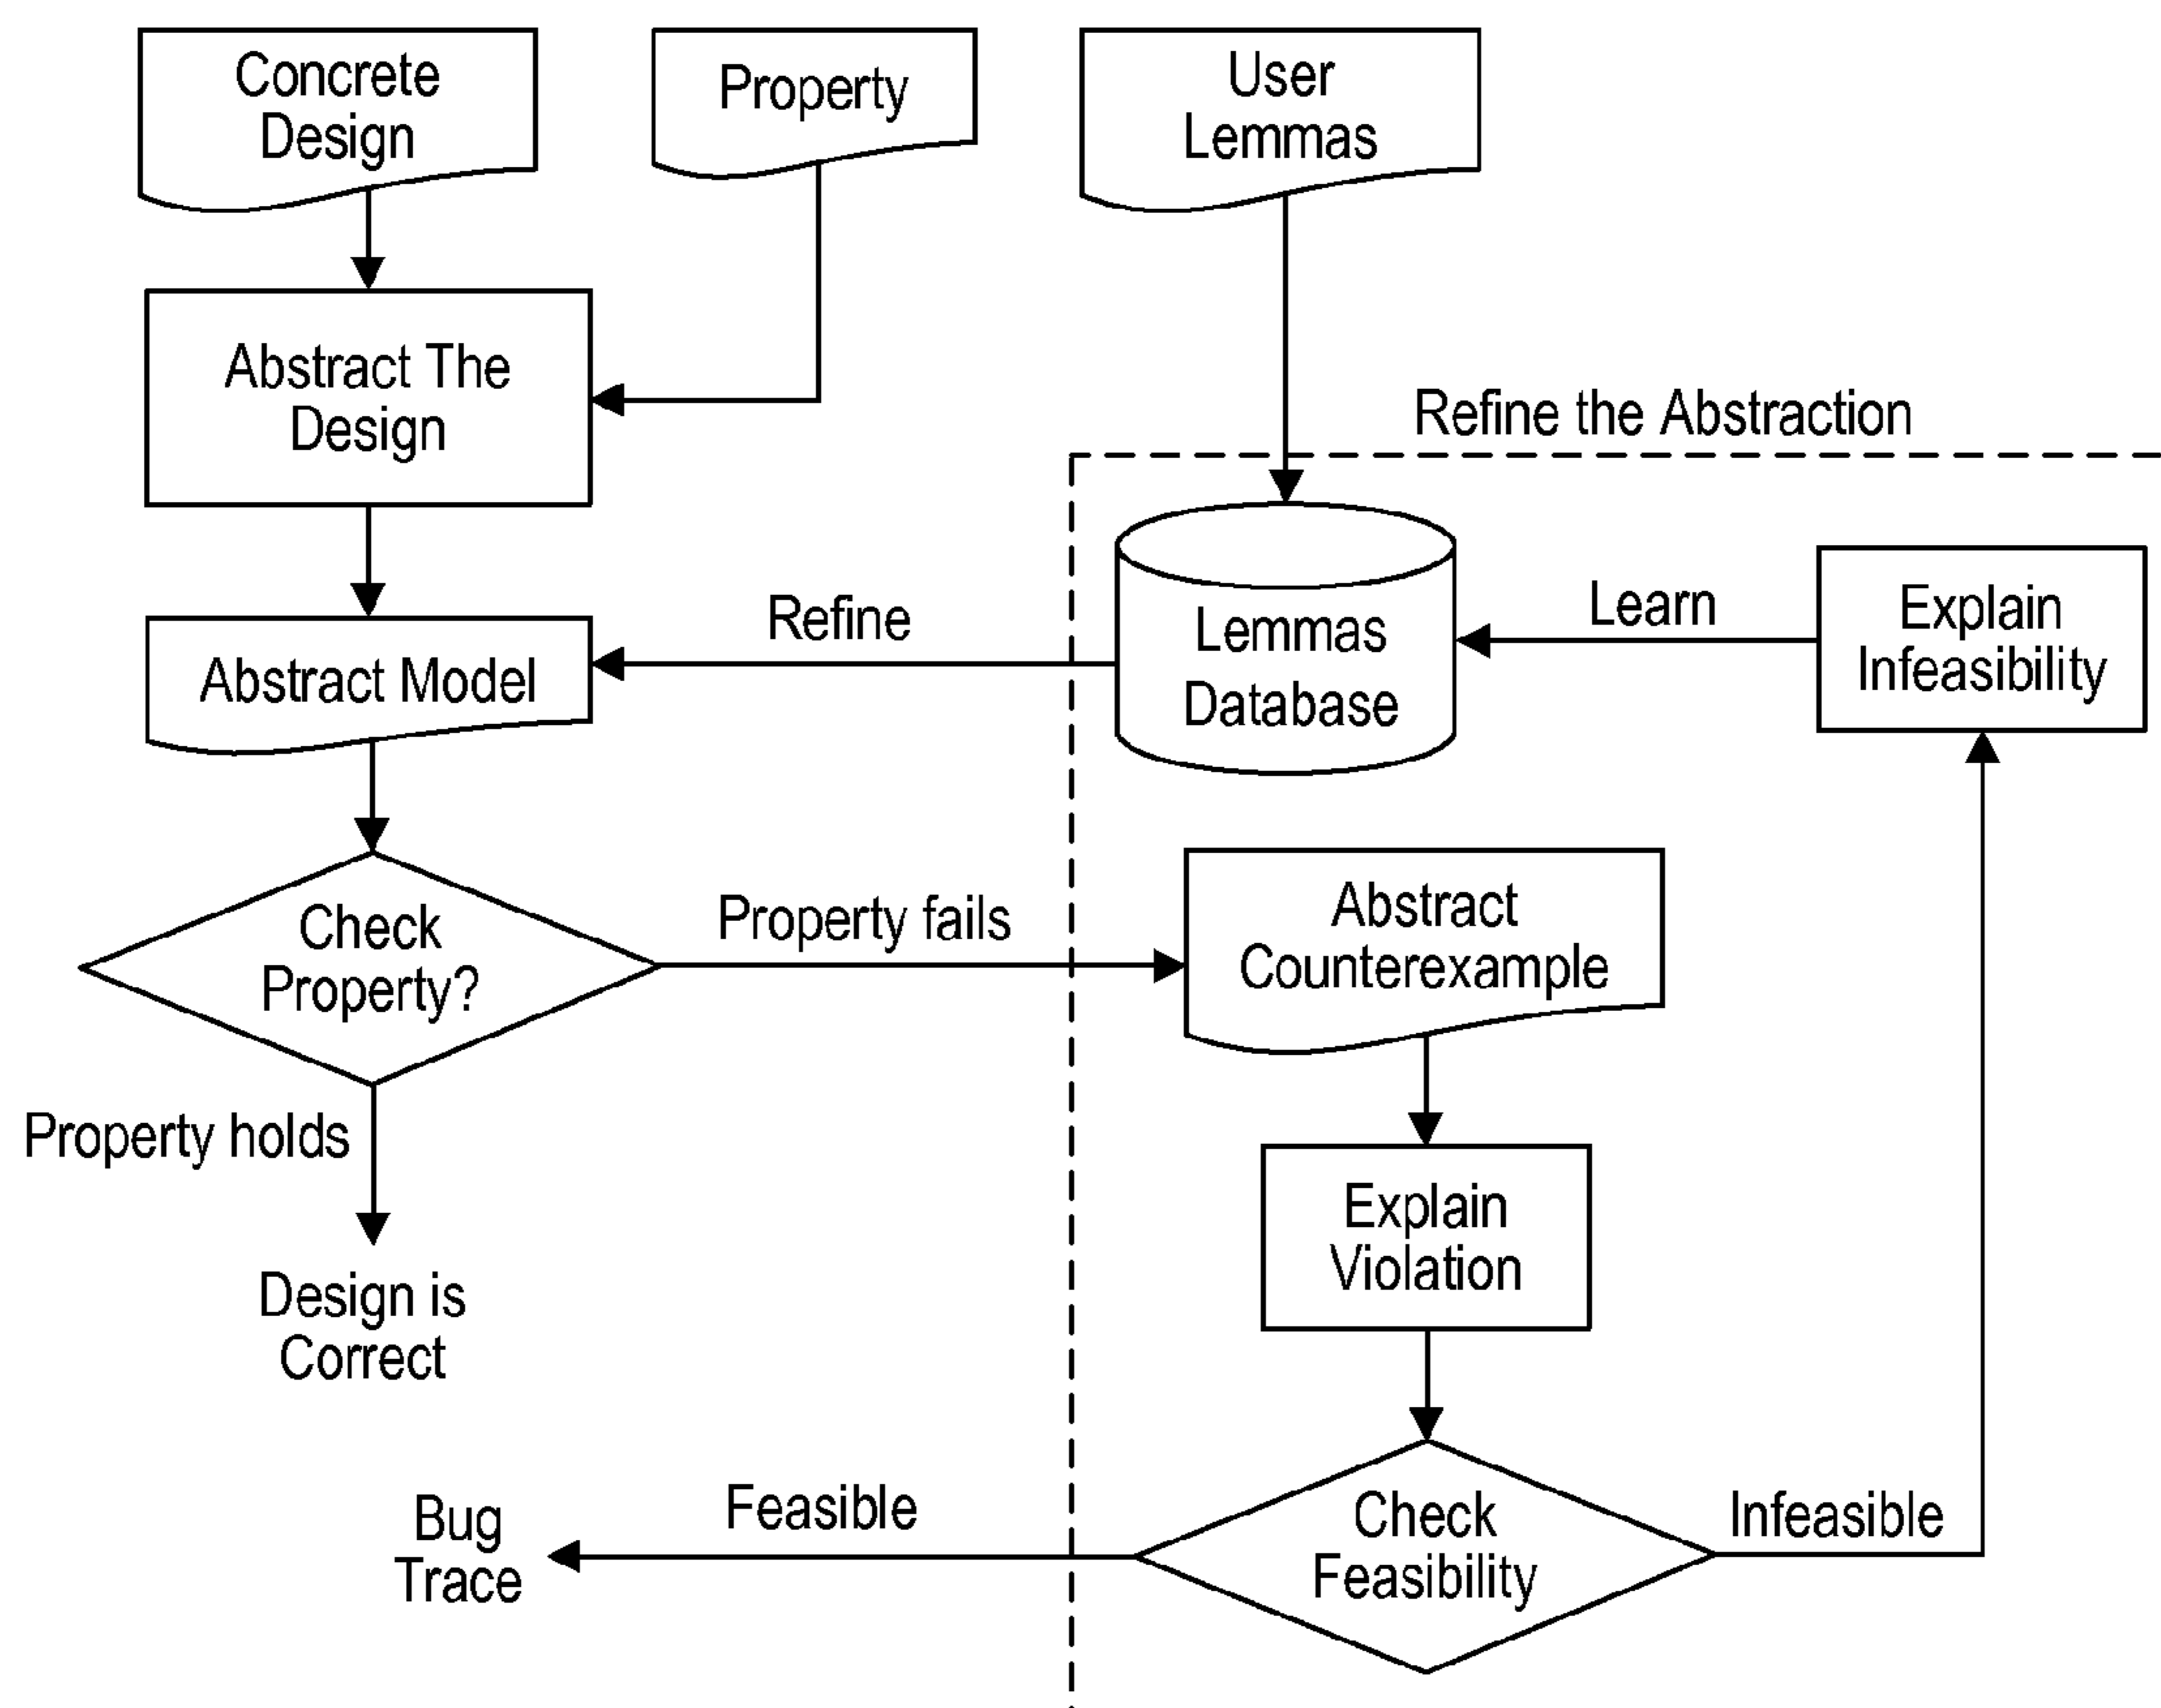 Concrete
Design
Property
User
Lemmas
Abstract The
Design
Refine the Abstraction
Refine
Abstract Model
Lemmas
Database
Learn
Explain
Infeasibility
Check
Property?
Property fails
Abstract
Counterexample
Property holds
Explain
Violation
Design is
Correct
Bug
Trace
Feasible
Check
Feasibility
Infeasible